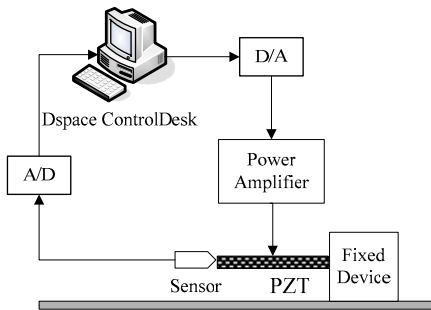 D/A
Dspace ControlDesk
Power
Amplifier
A/D
Fixed
Device
Sensor
PZT